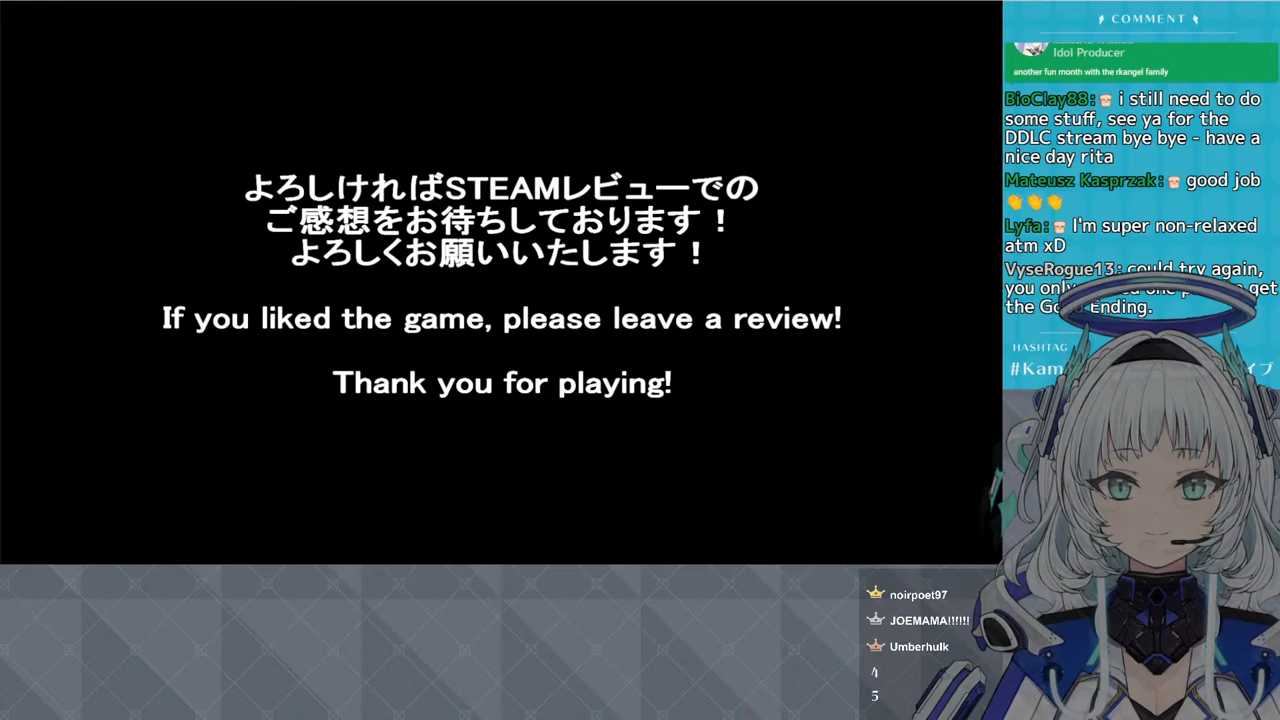 よろしければSTEAMレビューでの
ご感想をお待ちしております！
よろしくお願いいたします！
If you liked the game, please leave a review!
Thank you for playing!
COMMENT
Idol Producer
another fun month with the rkangel family
BioClay88: i still need to do
some stuff, see ya for the
DDLC stream bye bye - have a
nice day rita
Mateusz Kasprzak: good job
Lyfa: I'm super non-relaxed
atm xD
VyseRogue13: could try again,
you only
get
the Good Ending.
HASHTAG
#Kam
イブ
noirpoet97
JOEMAMA!!!!!!
Umberhulk
4
5